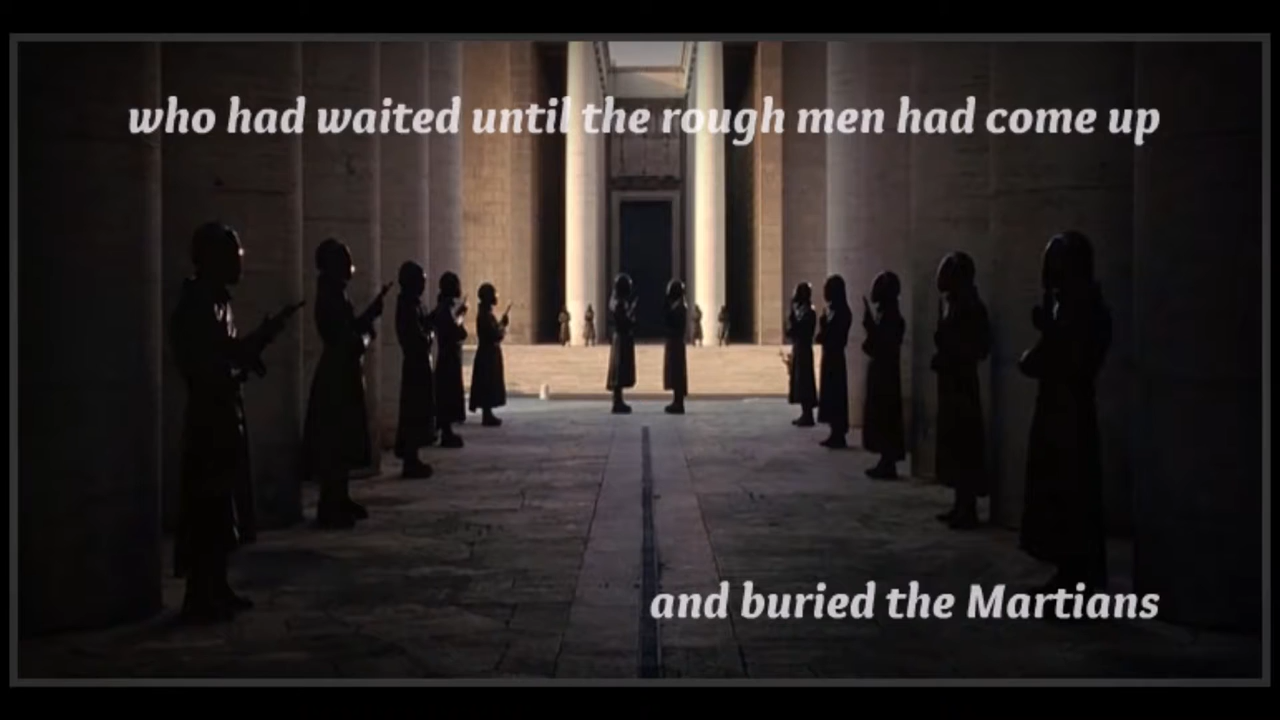 who had waited until the rough men had come up
and buried the Martians